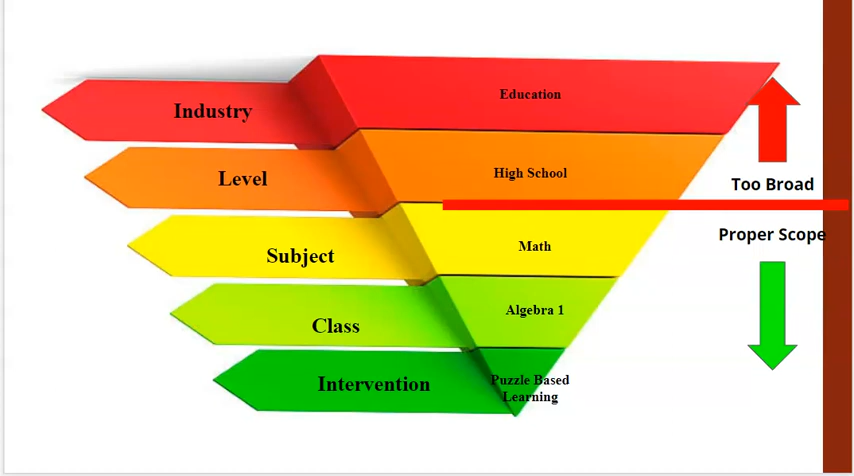 Industry
Education
Level
High School
Too Broad
Proper Scope
Subject
Math
Class
Algebra 1
Intervention
Puzzle Based
Learning